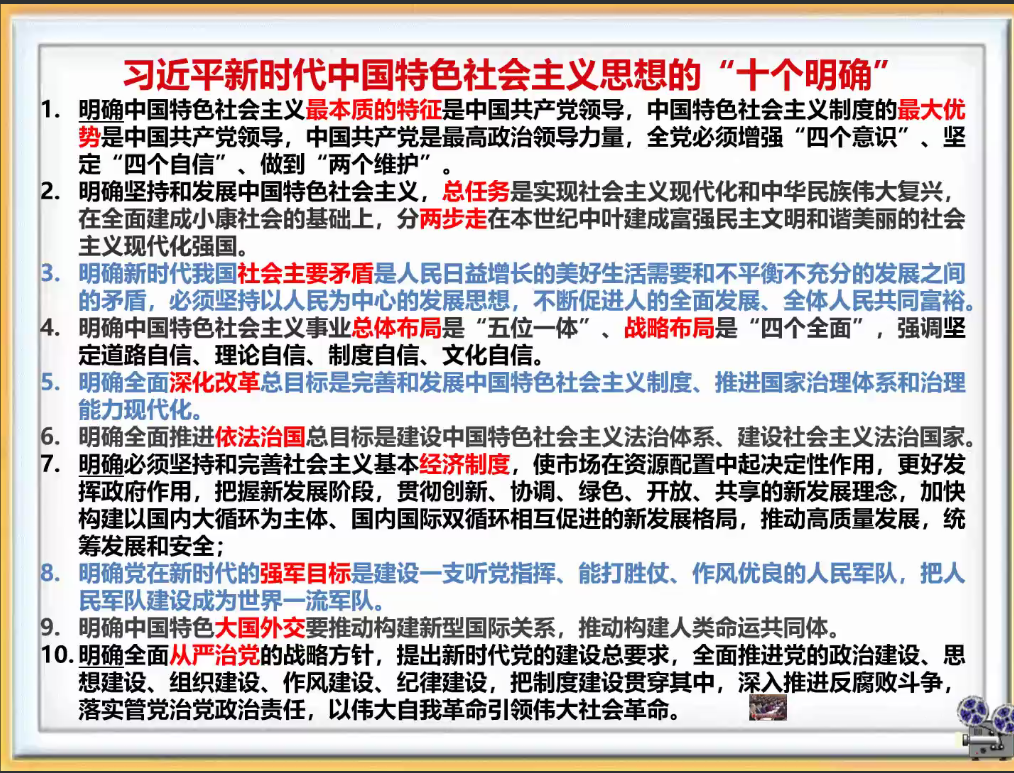 习近平新时代中国特色社会主义思想的“十个明确”
1. 明确中国特色社会主义最本质的特征是中国共产党领导，中国特色社会主义制度的最大优
势是中国共产党领导，中国共产党是最高政治领导力量，全党必须增强“四个意识”、坚
定“四个自信”、做到“两个维护”。
2. 明确坚持和发展中国特色社会主义，总任务是实现社会主义现代化和中华民族伟大复兴，
在全面建成小康社会的基础上，分两步走在本世纪中叶建成富强民主文明和谐美丽的社会
主义现代化强国。
3. 明确新时代我国社会主要矛盾是人民日益增长的美好生活需要和不平衡不充分的发展之间
的矛盾，必须坚持以人民为中心的发展思想，不断促进人的全面发展、全体人民共同富裕。
4. 明确中国特色社会主义事业总体布局是“五位一体”、战略布局是“四个全面”，强调坚
定道路自信、理论自信、制度自信、文化自信。
5. 明确全面深化改革总目标是完善和发展中国特色社会主义制度、推进国家治理体系和治理
能力现代化。
6. 明确全面推进依法治国总目标是建设中国特色社会主义法治体系、建设社会主义法治国家。
7. 明确必须坚持和完善社会主义基本经济制度，使市场在资源配置中起决定性作用，更好发
挥政府作用，把握新发展阶段，贯彻创新、协调、绿色、开放、共享的新发展理念，加快
构建以国内大循环为主体、国内国际双循环相互促进的新发展格局，推动高质量发展，统
筹发展和安全；
8. 明确党在新时代的强军目标是建设一支听党指挥、能打胜仗、作风优良的人民军队，把人
民军队建设成为世界一流军队。
9. 明确中国特色大国外交要推动构建新型国际关系，推动构建人类命运共同体。
10. 明确全面从严治党的战略方针，提出新时代党的建设总要求，全面推进党的政治建设、思
想建设、组织建设、作风建设、纪律建设，把制度建设贯穿其中，深入推进反腐败斗争，
落实管党治党政治责任，以伟大自我革命引领伟大社会革命。